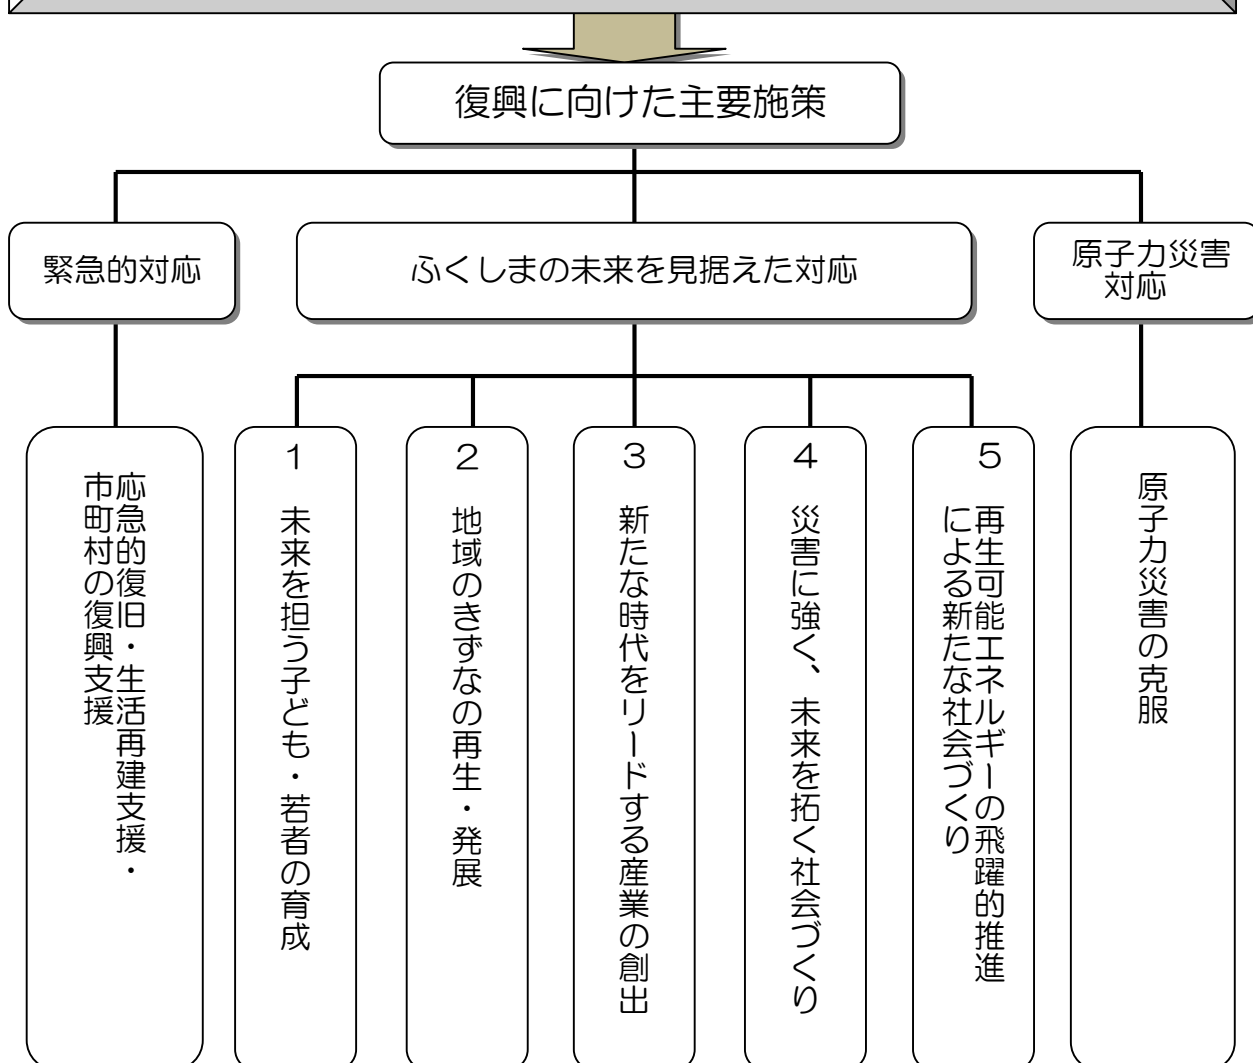 復興に向けた主要施策
緊急的対応
ふくしまの未来を見据えた対応
原子力災害
対応
応急的復旧・生活再建支援・
市町村の復興支援
1 未来を担う子ども・若者の育成
2 地域のきずなの再生・発展
3 新たな時代をリードする産業の創出
4 災害に強く、未来を拓く社会づくり
5 再生可能エネルギーの飛躍的推進
による新たな社会づくり
原子力災害の克服